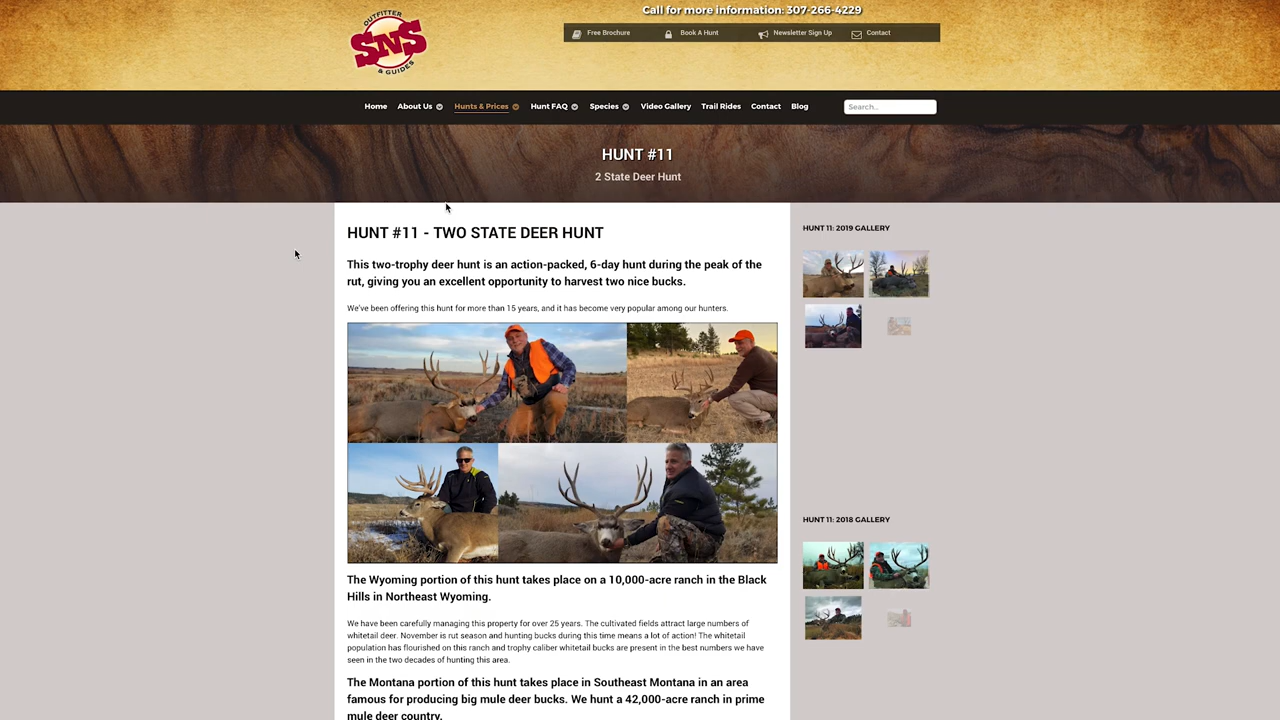 Call for more information: 307-266-4229
OUTFITTER
SNS
& GUIDES
Free Brochure
Book A Hunt
Newsletter Sign Up
Contact
Home
About Us
Hunts & Prices
Hunt FAQ
Species
Video Gallery
Trail Rides
Contact
Blog
Search...
HUNT #11
2 State Deer Hunt
HUNT #11 - TWO STATE DEER HUNT
This two-trophy deer hunt is an action-packed, 6-day hunt during the peak of the
rut, giving you an excellent opportunity to harvest two nice bucks.
We've been offering this hunt for more than 15 years, and it has become very popular among our hunters.
The Wyoming portion of this hunt takes place on a 10,000-acre ranch in the Black
Hills in Northeast Wyoming.
We have been carefully managing this property for over 25 years. The cultivated fields attract large numbers of
whitetail deer. November is rut season and hunting bucks during this time means a lot of action! The whitetail
population has flourished on this ranch and trophy caliber whitetail bucks are present in the best numbers we have
seen in the two decades of hunting this area.
The Montana portion of this hunt takes place in Southeast Montana in an area
famous for producing big mule deer bucks. We hunt a 42,000-acre ranch in prime
mule deer country.
HUNT 11: 2019 GALLERY
HUNT 11: 2018 GALLERY